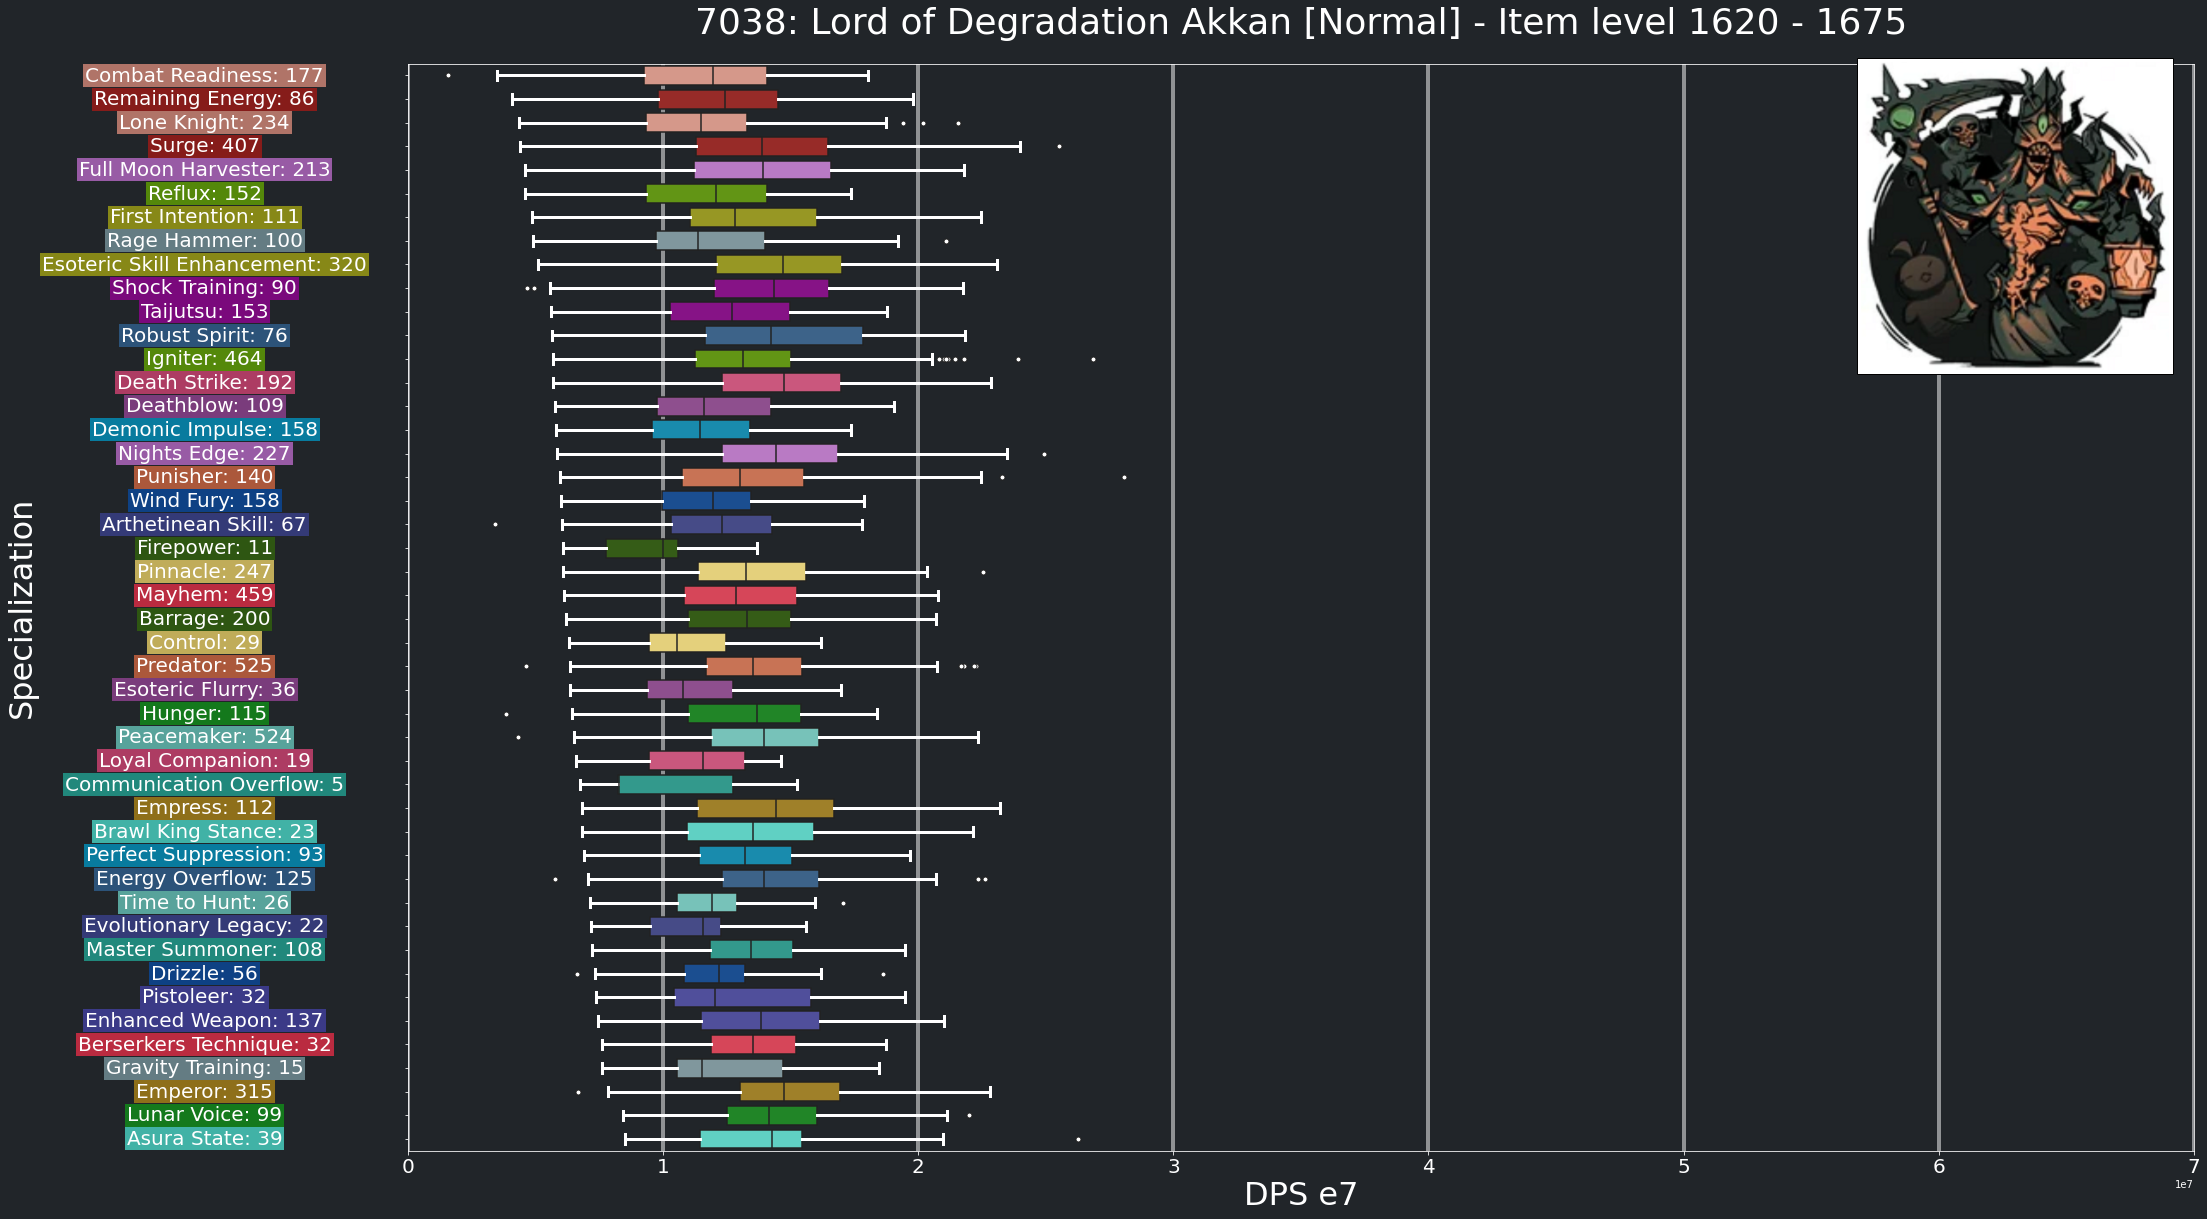 7038: Lord of Degradation Akkan [Normal] - Item level 1620 - 1675
Combat Readiness: 177
Remaining Energy: 86
Lone Knight: 234
Surge: 407
Full Moon Harvester: 213
Reflux: 152
First Intention: 111
Rage Hammer: 100
Esoteric Skill Enhancement: 320
Shock Training: 90
Taijutsu: 153
Robust Spirit: 76
Igniter: 464
Death Strike: 192
Deathblow: 109
Demonic Impulse: 158
Nights Edge: 227
Punisher: 140
Wind Fury: 158
Arthetinean Skill: 67
Firepower: 11
Pinnacle: 247
Mayhem: 459
Barrage: 200
Control: 29
Predator: 525
Esoteric Flurry: 36
Hunger: 115
Peacemaker: 524
Loyal Companion: 19
Communication Overflow: 5
Empress: 112
Brawl King Stance: 23
Perfect Suppression: 93
Energy Overflow: 125
Time to Hunt: 26
Evolutionary Legacy: 22
Master Summoner: 108
Drizzle: 56
Pistoleer: 32
Enhanced Weapon: 137
Berserkers Technique: 32
Gravity Training: 15
Emperor: 315
Lunar Voice: 99
Asura State: 39
Specialization
0 1 2 3 4 5 6 7
1e7
DPS e7